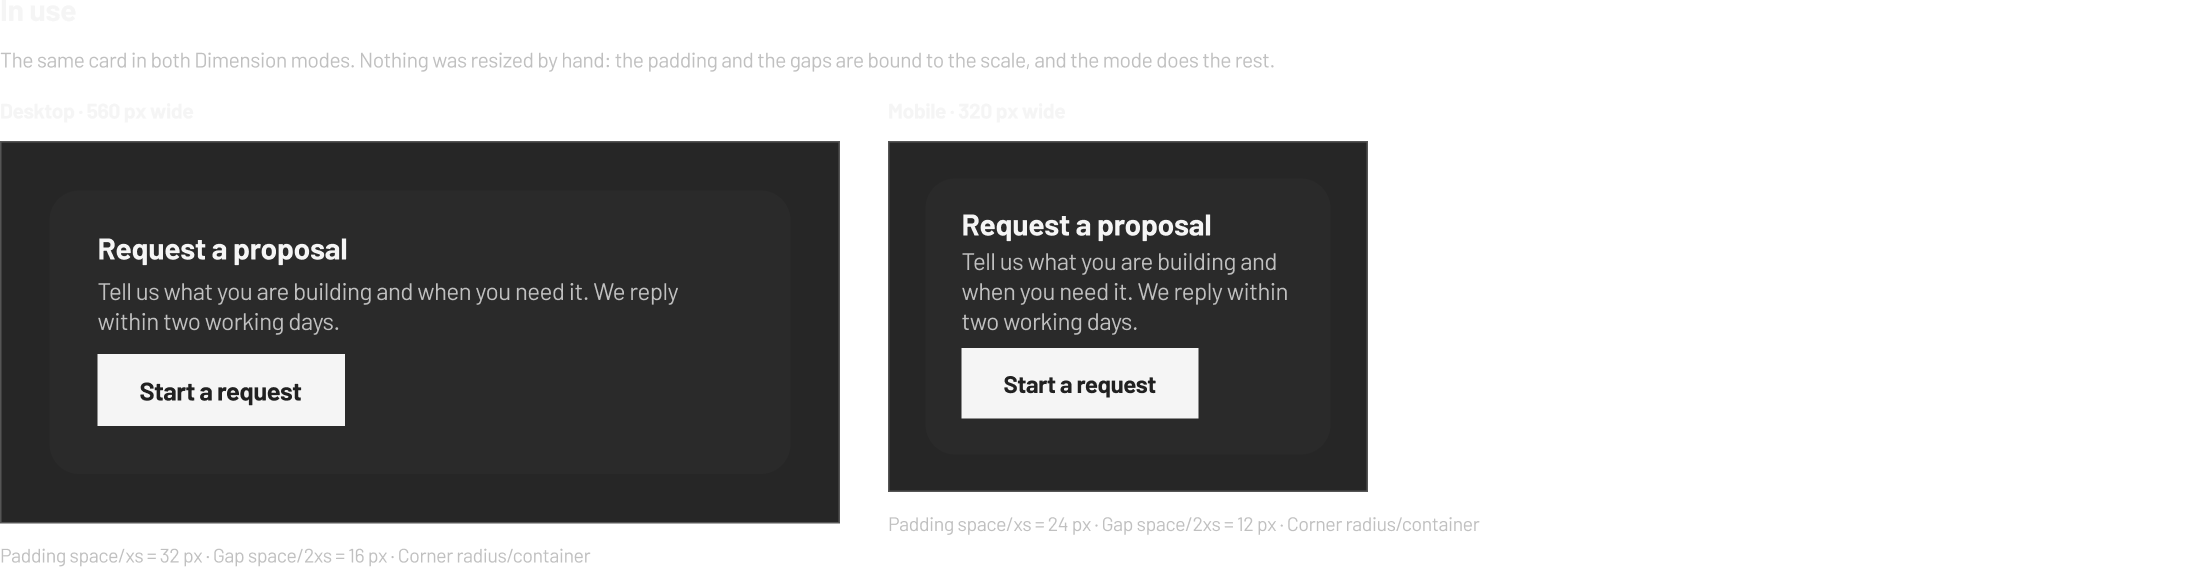 In use
The same card in both Dimension modes. Nothing was resized by hand: the padding and the gaps are bound to the scale, and the mode does the rest.
Desktop · 560 px wide
Request a proposal
Tell us what you are building and when you need it. We reply
within two working days.
Start a request
Padding space/xs = 32 px · Gap space/2xs = 16 px · Corner radius/container
Mobile · 320 px wide
Request a proposal
Tell us what you are building and
when you need it. We reply within
two working days.
Start a request
Padding space/xs = 24 px · Gap space/2xs = 12 px · Corner radius/container